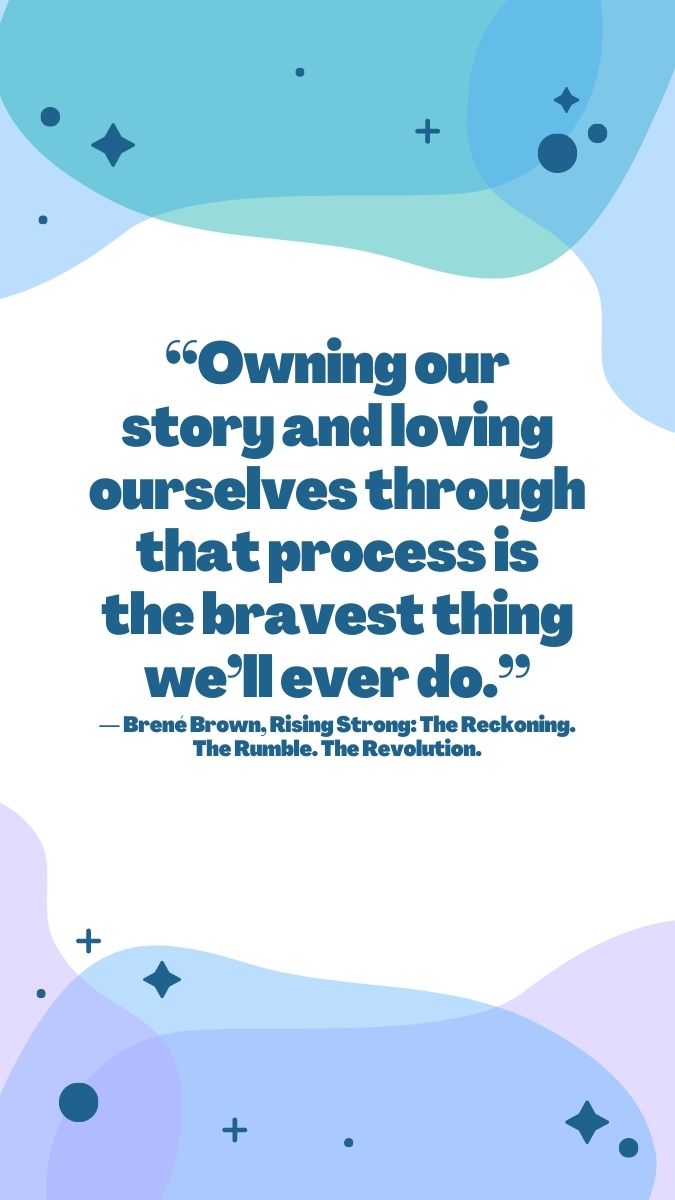 “Owning our
story and loving
ourselves through
that process is
the bravest thing
we’ll ever do.”
— Brené Brown, Rising Strong: The Reckoning.
The Rumble. The Revolution.